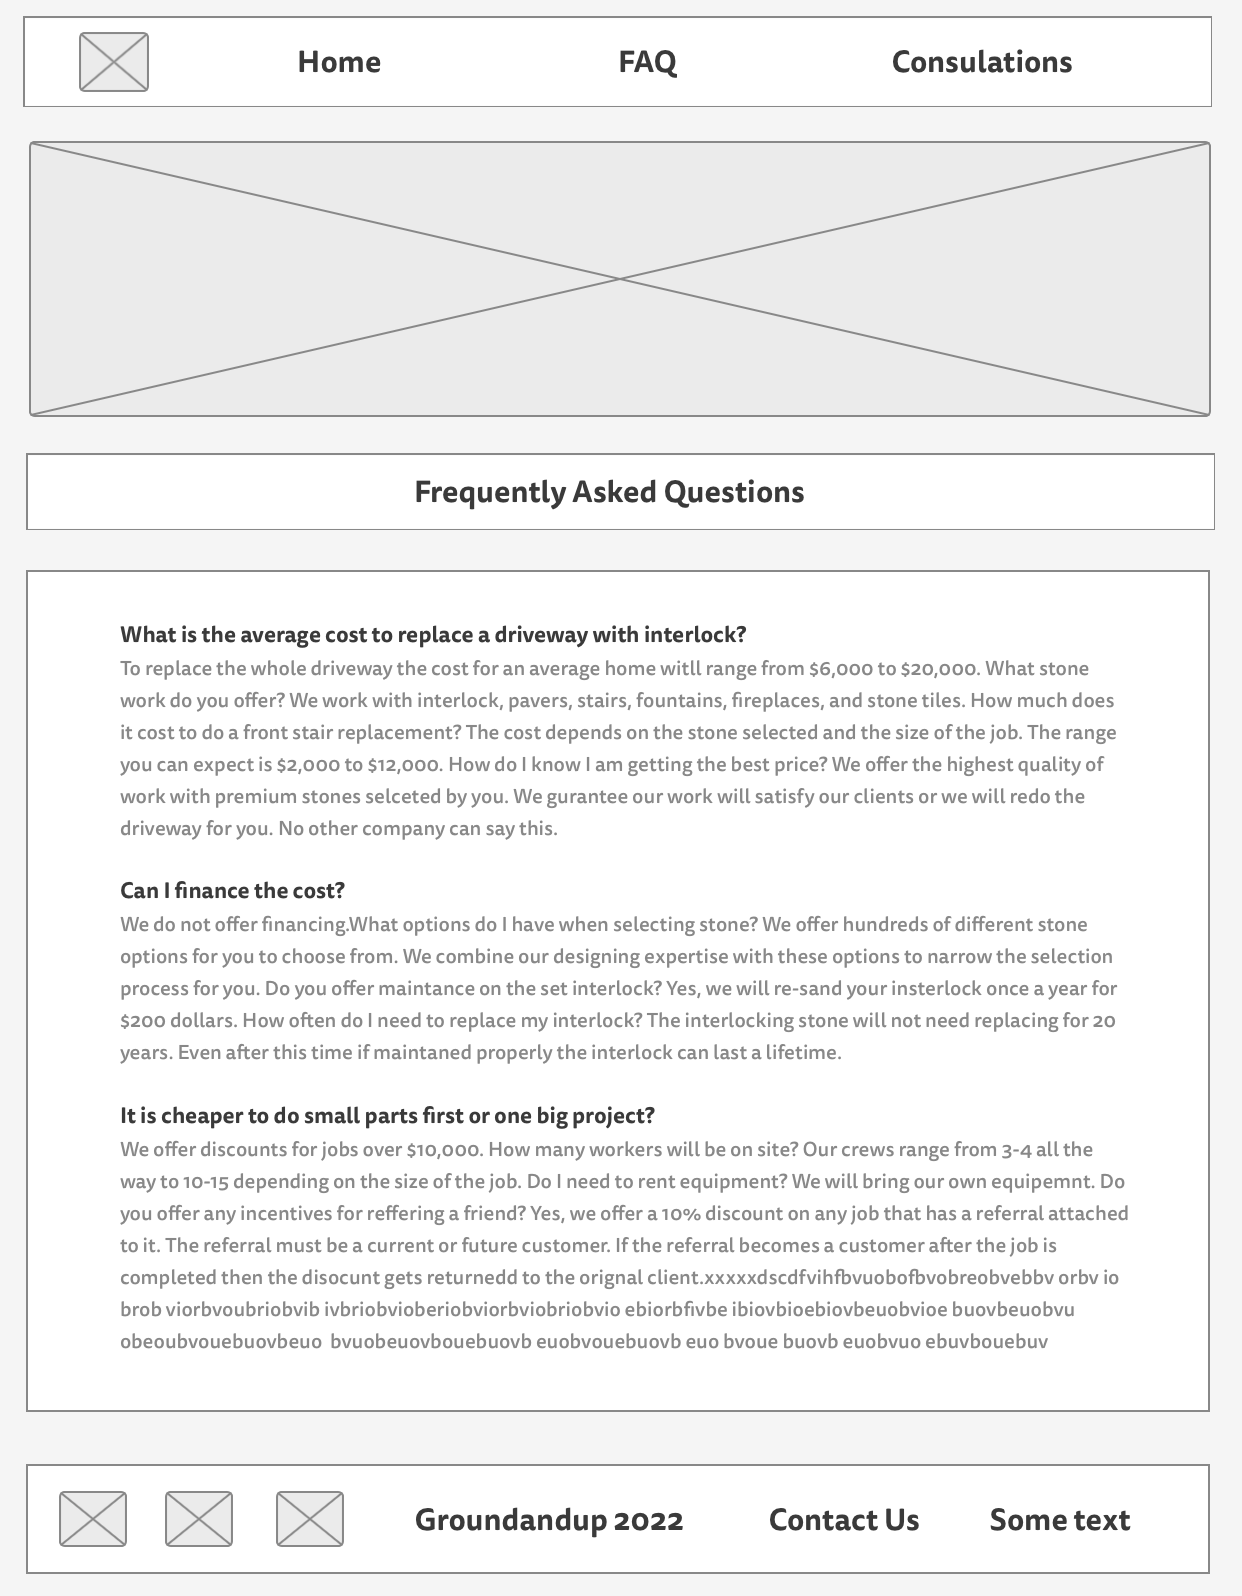 Home FAQ Consulations
Frequently Asked Questions
What is the average cost to replace a driveway with interlock?
To replace the whole driveway the cost for an average home witll range from $6,000 to $20,000. What stone
work do you offer? We work with interlock, pavers, stairs, fountains, fireplaces, and stone tiles. How much does
it cost to do a front stair replacement? The cost depends on the stone selected and the size of the job. The range
you can expect is $2,000 to $12,000. How do I know I am getting the best price? We offer the highest quality of
work with premium stones selceted by you. We gurantee our work will satisfy our clients or we will redo the
driveway for you. No other company can say this.
Can I finance the cost?
We do not offer financing.What options do I have when selecting stone? We offer hundreds of different stone
options for you to choose from. We combine our designing expertise with these options to narrow the selection
process for you. Do you offer maintance on the set interlock? Yes, we will re-sand your insterlock once a year for
$200 dollars. How often do I need to replace my interlock? The interlocking stone will not need replacing for 20
years. Even after this time if maintaned properly the interlock can last a lifetime.
It is cheaper to do small parts first or one big project?
We offer discounts for jobs over $10,000. How many workers will be on site? Our crews range from 3-4 all the
way to 10-15 depending on the size of the job. Do I need to rent equipment? We will bring our own equipemnt. Do
you offer any incentives for reffering a friend? Yes, we offer a 10% discount on any job that has a referral attached
to it. The referral must be a current or future customer. If the referral becomes a customer after the job is
completed then the disocunt gets returnedd to the orignal client.xxxxxdscdfvihfbvuobofbvobreobvebbv orbv io
brob viorbvoubriobvib ivbriobvioberiobviorbviobriobvio ebiorbfivbe ibiovbioebiovbeuobvioe buovbeuobvu
obeoubvouebuovbeuo  bvuobeuovbouebuovb euobvouebuovb euo bvoue buovb euobvuo ebuvbouebuv
Groundandup 2022 Contact Us Some text